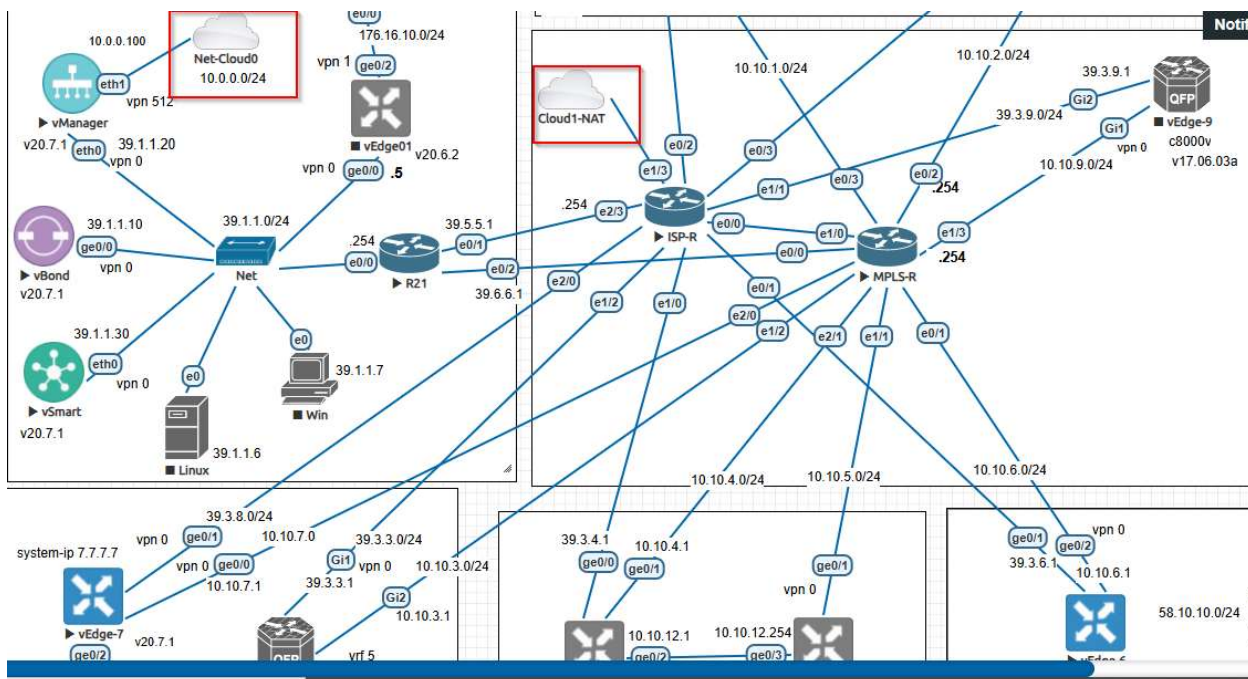 e0/0
Notif
10.0.0.100
Net-Cloud0
10.0.0.0/24
176.16.10.0/24
vpn 1
ge0/2
eth1
vpn 512
vManager
v20.7.1
eth0
39.1.1.20
vpn 0
vEdge01
v20.6.2
vpn 0
ge0/0
.5
39.1.1.10
ge0/0
vpn 0
vBond
v20.7.1
39.1.1.0/24
Net
.254
e0/0
R21
39.5.5.1
e0/1
e0/2
39.6.6.1
39.1.1.30
eth0
vpn 0
vSmart
v20.7.1
e0
Linux
39.1.1.6
e0
39.1.1.7
Win
Cloud1-NAT
e1/3
e0/2
e0/3
e1/1
.254
e2/3
ISP-R
e0/0
e2/0
e1/2
e1/0
e0/1
10.10.1.0/24
10.10.2.0/24
e0/3
e0/2
.254
e1/0
e0/0
MPLS-R
e1/3
.254
e2/0
e1/2
e2/1
e1/1
e0/1
39.3.9.1
Gi2
39.3.9.0/24
QFP
vEdge-9
c8000v
v17.06.03a
Gi1
vpn 0
10.10.9.0/24
10.10.4.0/24
10.10.5.0/24
10.10.6.0/24
39.3.8.0/24
vpn 0
ge0/1
10.10.7.0
system-ip 7.7.7.7
vpn 0
ge0/0
10.10.7.1
vEdge-7
v20.7.1
ge0/2
39.3.3.0/24
Gi1
vpn 0
39.3.3.1
10.10.3.0/24
Gi2
10.10.3.1
QFP
vrf 5
39.3.4.1
ge0/0
10.10.4.1
ge0/1
10.10.12.1
ge0/2
10.10.12.254
ge0/3
ge0/1
vpn 0
ge0/1
39.3.6.1
vpn 0
ge0/2
10.10.6.1
58.10.10.0/24
vEdge-6